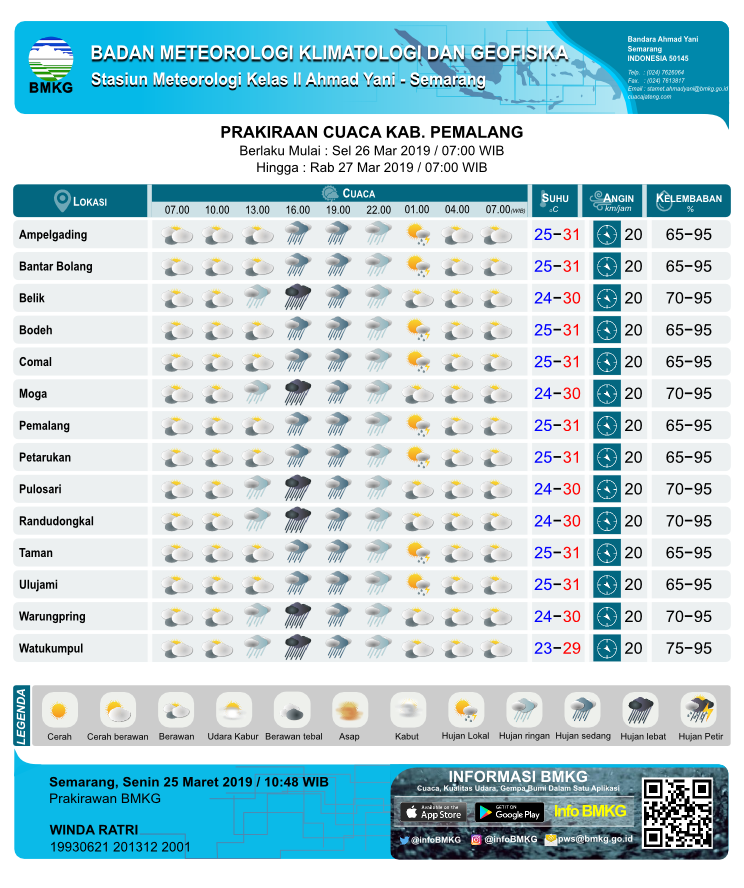 BMKG
BADAN METEOROLOGI KLIMATOLOGI DAN GEOFISIKA
Stasiun Meteorologi Kelas II Ahmad Yani - Semarang
Bandara Ahmad Yani
Semarang
INDONESIA 50145
Telp. : (024) 7626064
Fax. : (024) 7613817
Email : stamet.ahmadyani@bmkg.go.id
cuacajateng.com
PRAKIRAAN CUACA KAB. PEMALANG
Berlaku Mulai : Sel 26 Mar 2019 / 07:00 WIB
Hingga : Rab 27 Mar 2019 / 07:00 WIB
LOKASI CUACA SUHU °C ANGIN km/jam KELEMBABAN %
07.00 10.00 13.00 16.00 19.00 22.00 01.00 04.00 07.00 (WIB)
Ampelgading 25-31 20 65-95
Bantar Bolang 25-31 20 65-95
Belik 24-30 20 70-95
Bodeh 25-31 20 65-95
Comal 25-31 20 65-95
Moga 24-30 20 70-95
Pemalang 25-31 20 65-95
Petarukan 25-31 20 65-95
Pulosari 24-30 20 70-95
Randudongkal 24-30 20 70-95
Taman 25-31 20 65-95
Ulujami 25-31 20 65-95
Warungpring 24-30 20 70-95
Watukumpul 23-29 20 75-95
LEGENDA
Cerah Cerah berawan Berawan Udara Kabur Berawan tebal Asap Kabut Hujan Lokal Hujan ringan Hujan sedang Hujan lebat Hujan Petir
Semarang, Senin 25 Maret 2019 / 10:48 WIB
Prakirawan BMKG
WINDA RATRI
19930621 201312 2001
INFORMASI BMKG
Cuaca, Kualitas Udara, Gempa Bumi Dalam Satu Aplikasi
Available on the App Store
GET IT ON Google Play
Info BMKG
@infoBMKG @infoBMKG pws@bmkg.go.id